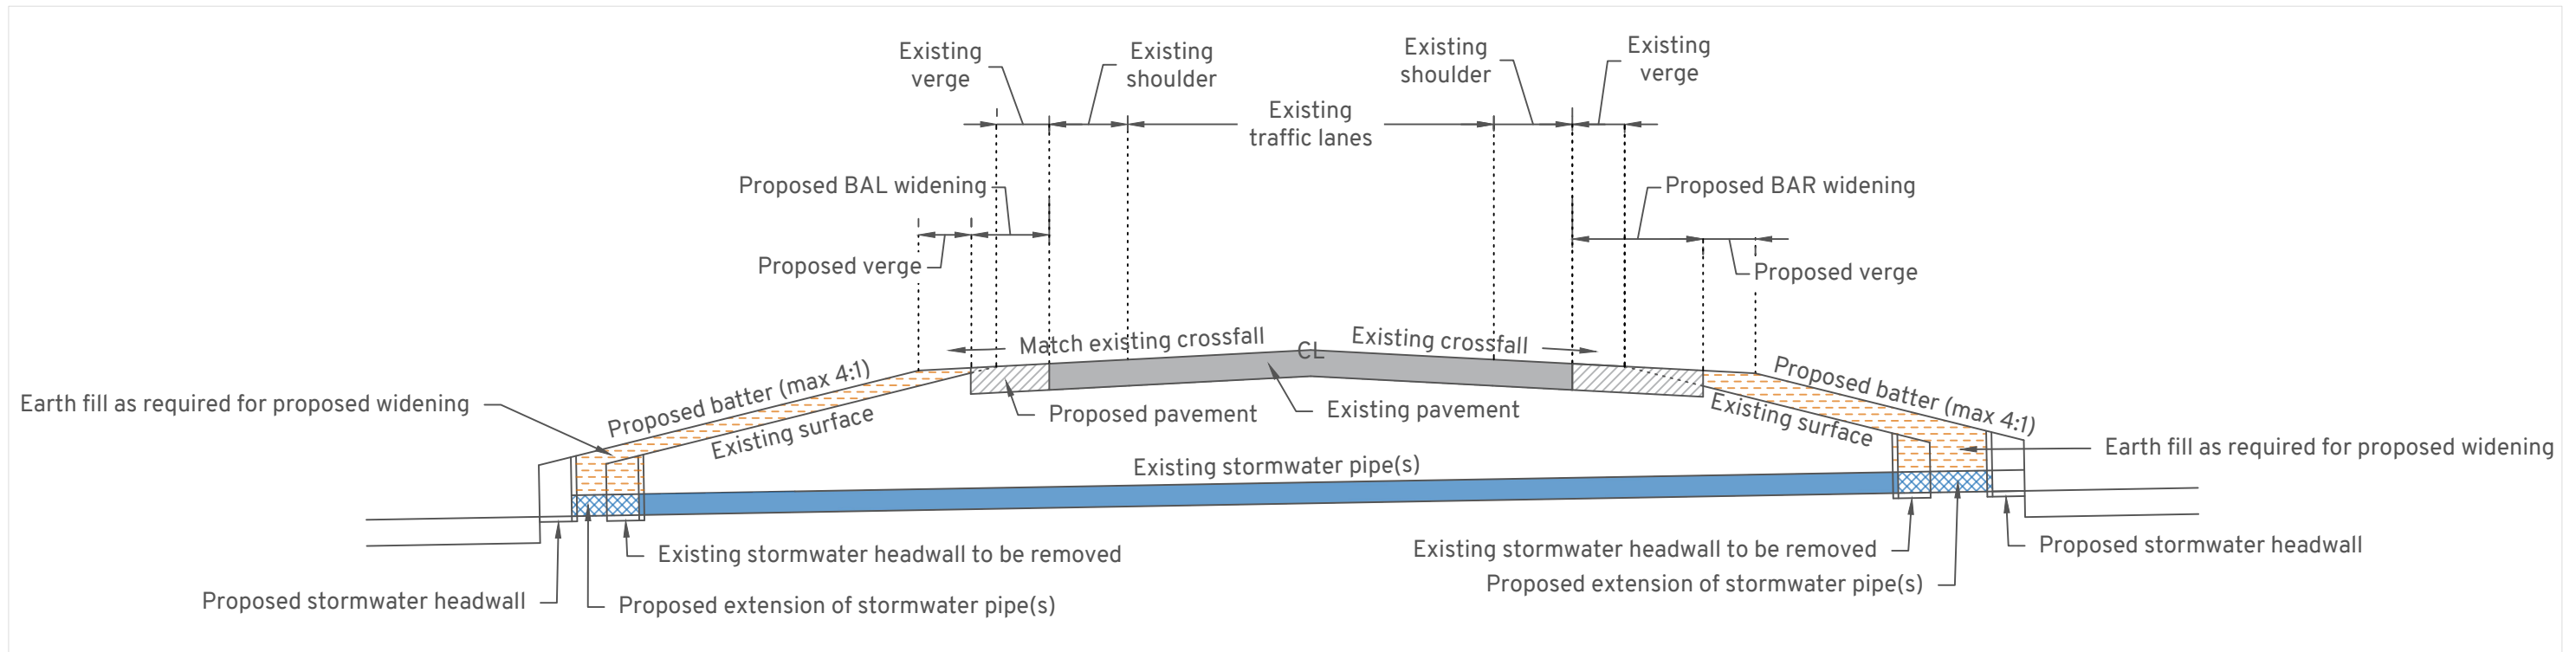 Existing
verge
Existing
shoulder
Existing
traffic lanes
Existing
shoulder
Existing
verge
Proposed BAL widening
Proposed BAR widening
Proposed verge
Proposed verge
Match existing crossfall
CL
Existing crossfall
Proposed batter (max 4:1)
Proposed batter (max 4:1)
Earth fill as required for proposed widening
Existing surface
Proposed pavement
Existing pavement
Existing surface
Earth fill as required for proposed widening
Existing stormwater pipe(s)
Existing stormwater headwall to be removed
Existing stormwater headwall to be removed
Proposed stormwater headwall
Proposed extension of stormwater pipe(s)
Proposed stormwater headwall
Proposed extension of stormwater pipe(s)